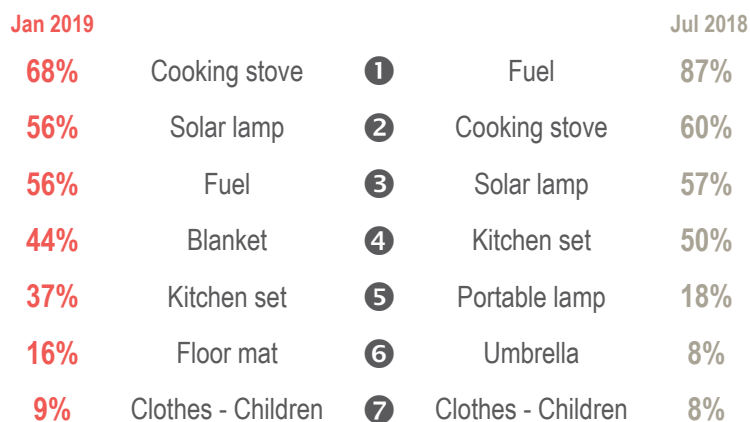 Jan 2019 Jul 2018
68% Cooking stove ❶ Fuel 87%
56% Solar lamp ❷ Cooking stove 60%
56% Fuel ❸ Solar lamp 57%
44% Blanket ❹ Kitchen set 50%
37% Kitchen set ❺ Portable lamp 18%
16% Floor mat ❻ Umbrella 8%
9% Clothes - Children ❼ Clothes - Children 8%